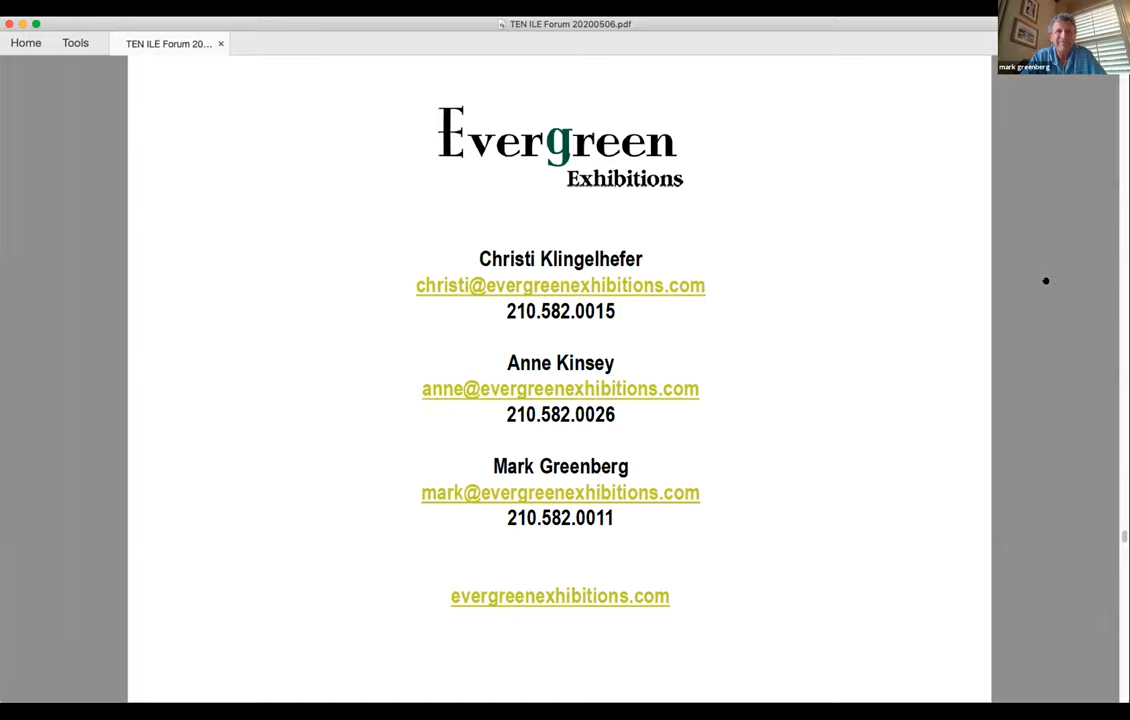 TEN ILE Forum 20200506.pdf
Home
Tools
TEN ILE Forum 20...
×
mark greenberg
Evergreen
Exhibitions
Christi Klingelhefer
christi@evergreenexhibitions.com
210.582.0015
Anne Kinsey
anne@evergreenexhibitions.com
210.582.0026
Mark Greenberg
mark@evergreenexhibitions.com
210.582.0011
evergreenexhibitions.com